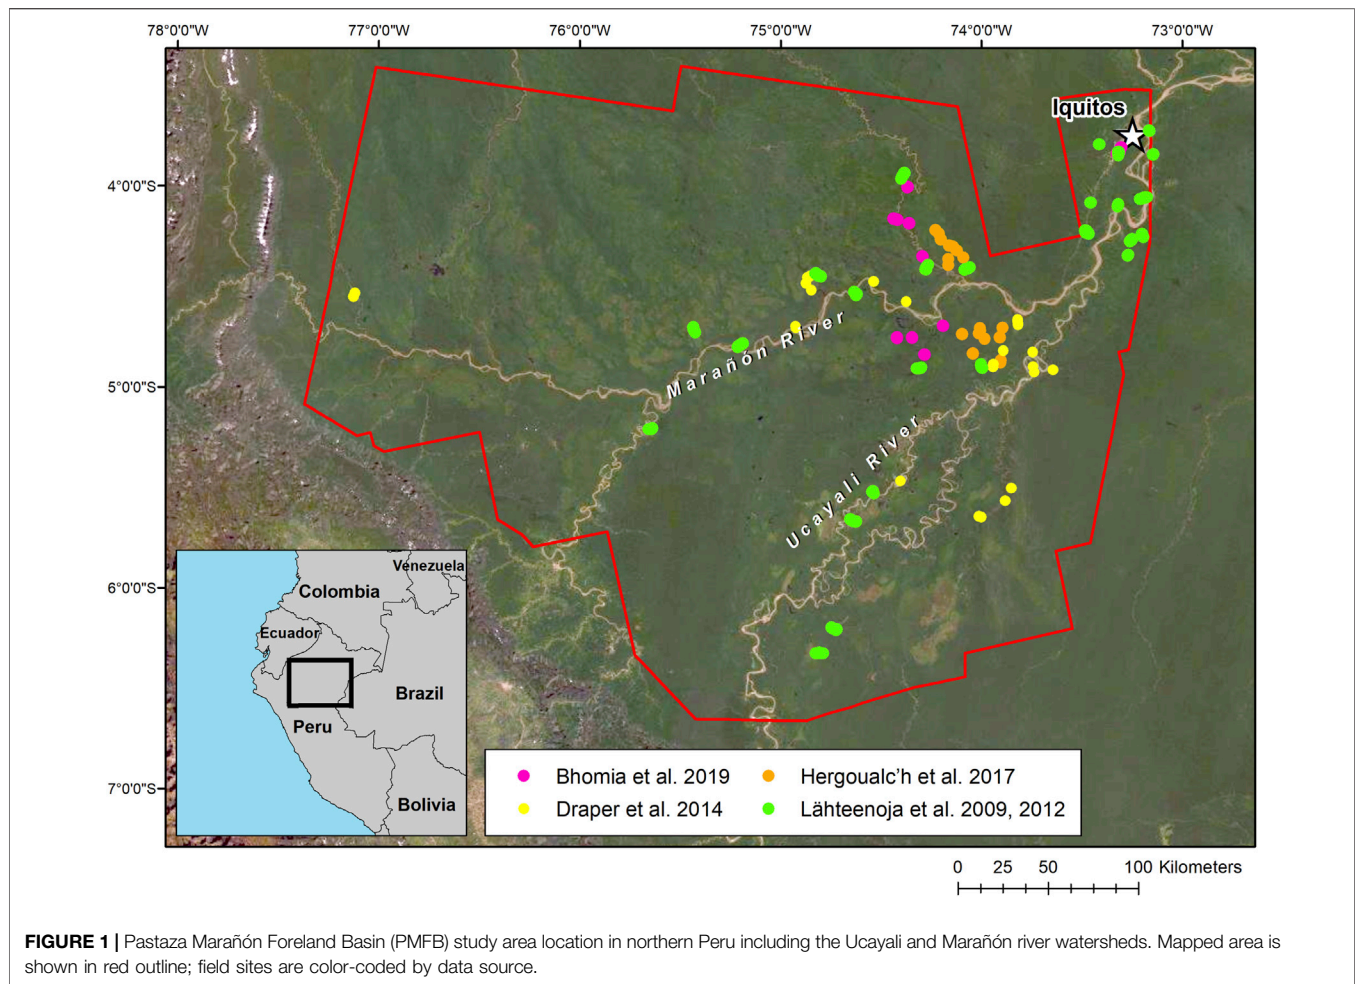 78°0'0"W
77°0'0"W
76°0'0"W
75°0'0"W
74°0'0"W
73°0'0"W
Iquitos
4°0'0"S
Marañón River
5°0'0"S
Ucayali River
6°0'0"S
7°0'0"S
Venezuela
Colombia
Ecuador
Brazil
Peru
Bolivia
Bhomia et al. 2019
Hergoualc'h et al. 2017
Draper et al. 2014
Lähteenoja et al. 2009, 2012
0 25 50 100 Kilometers
FIGURE 1 | Pastaza Marañón Foreland Basin (PMFB) study area location in northern Peru including the Ucayali and Marañón river watersheds. Mapped area is
shown in red outline; field sites are color-coded by data source.